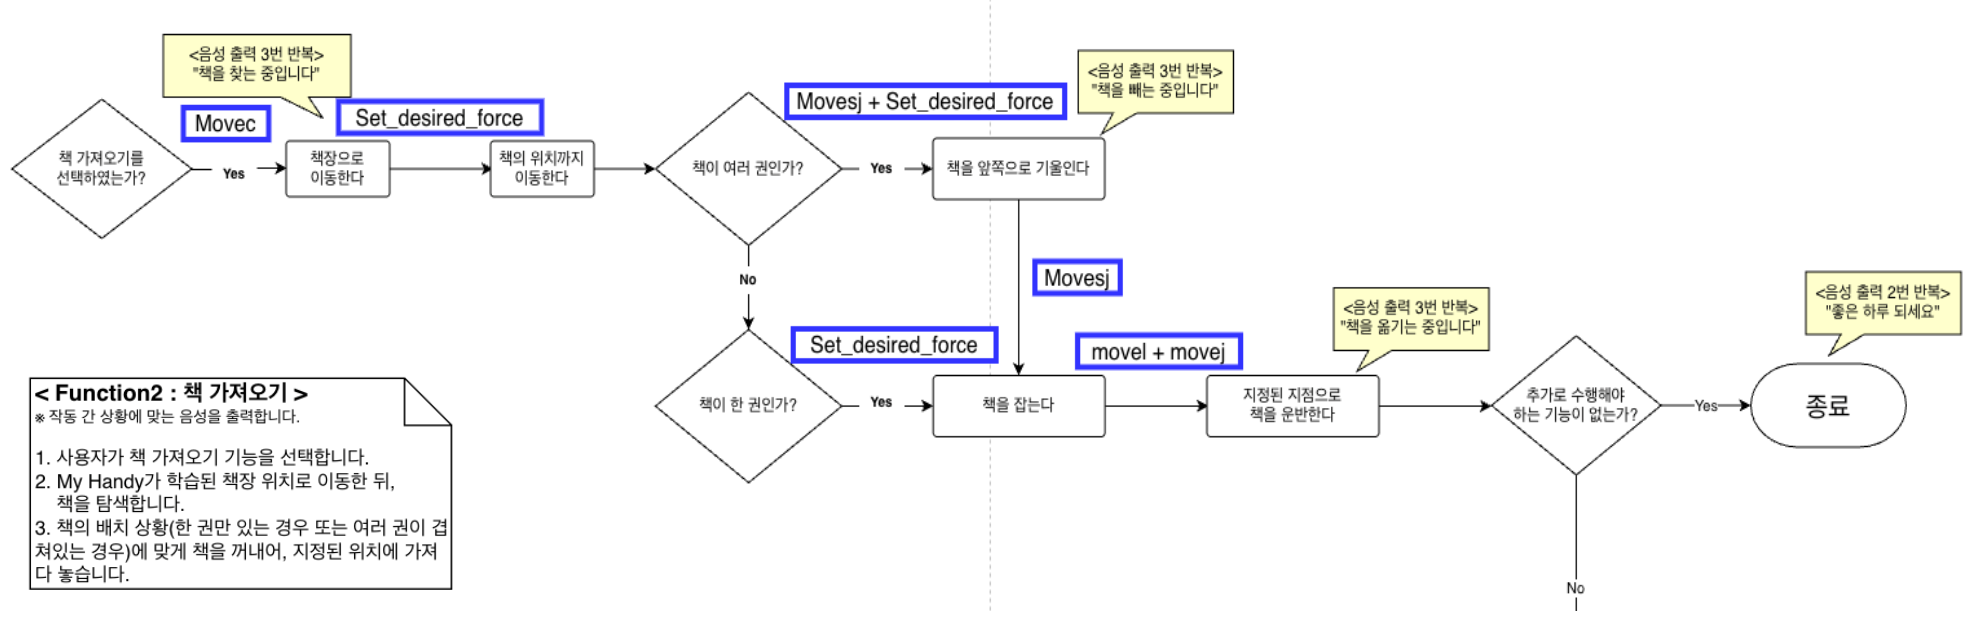 <음성 출력 3번 반복>
"책을 찾는 중입니다"
Movec
Set_desired_force
책 가져오기를
선택하였는가?
Yes
책장으로
이동한다
책의 위치까지
이동한다
책이 여러 권인가?
Movesj + Set_desired_force
Yes
<음성 출력 3번 반복>
"책을 빼는 중입니다"
책을 앞쪽으로 기울인다
No
Movesj
책이 한 권인가?
Set_desired_force
Yes
책을 잡는다
movel + movej
<음성 출력 3번 반복>
"책을 옮기는 중입니다"
지정된 지점으로
책을 운반한다
추가로 수행해야
하는 기능이 없는가?
Yes
No
<음성 출력 2번 반복>
"좋은 하루 되세요"
종료
< Function2 : 책 가져오기 >
※ 작동 간 상황에 맞는 음성을 출력합니다.
1. 사용자가 책 가져오기 기능을 선택합니다.
2. My Handy가 학습된 책장 위치로 이동한 뒤,
책을 탐색합니다.
3. 책의 배치 상황(한 권만 있는 경우 또는 여러 권이 겹
쳐있는 경우)에 맞게 책을 꺼내어, 지정된 위치에 가져
다 놓습니다.